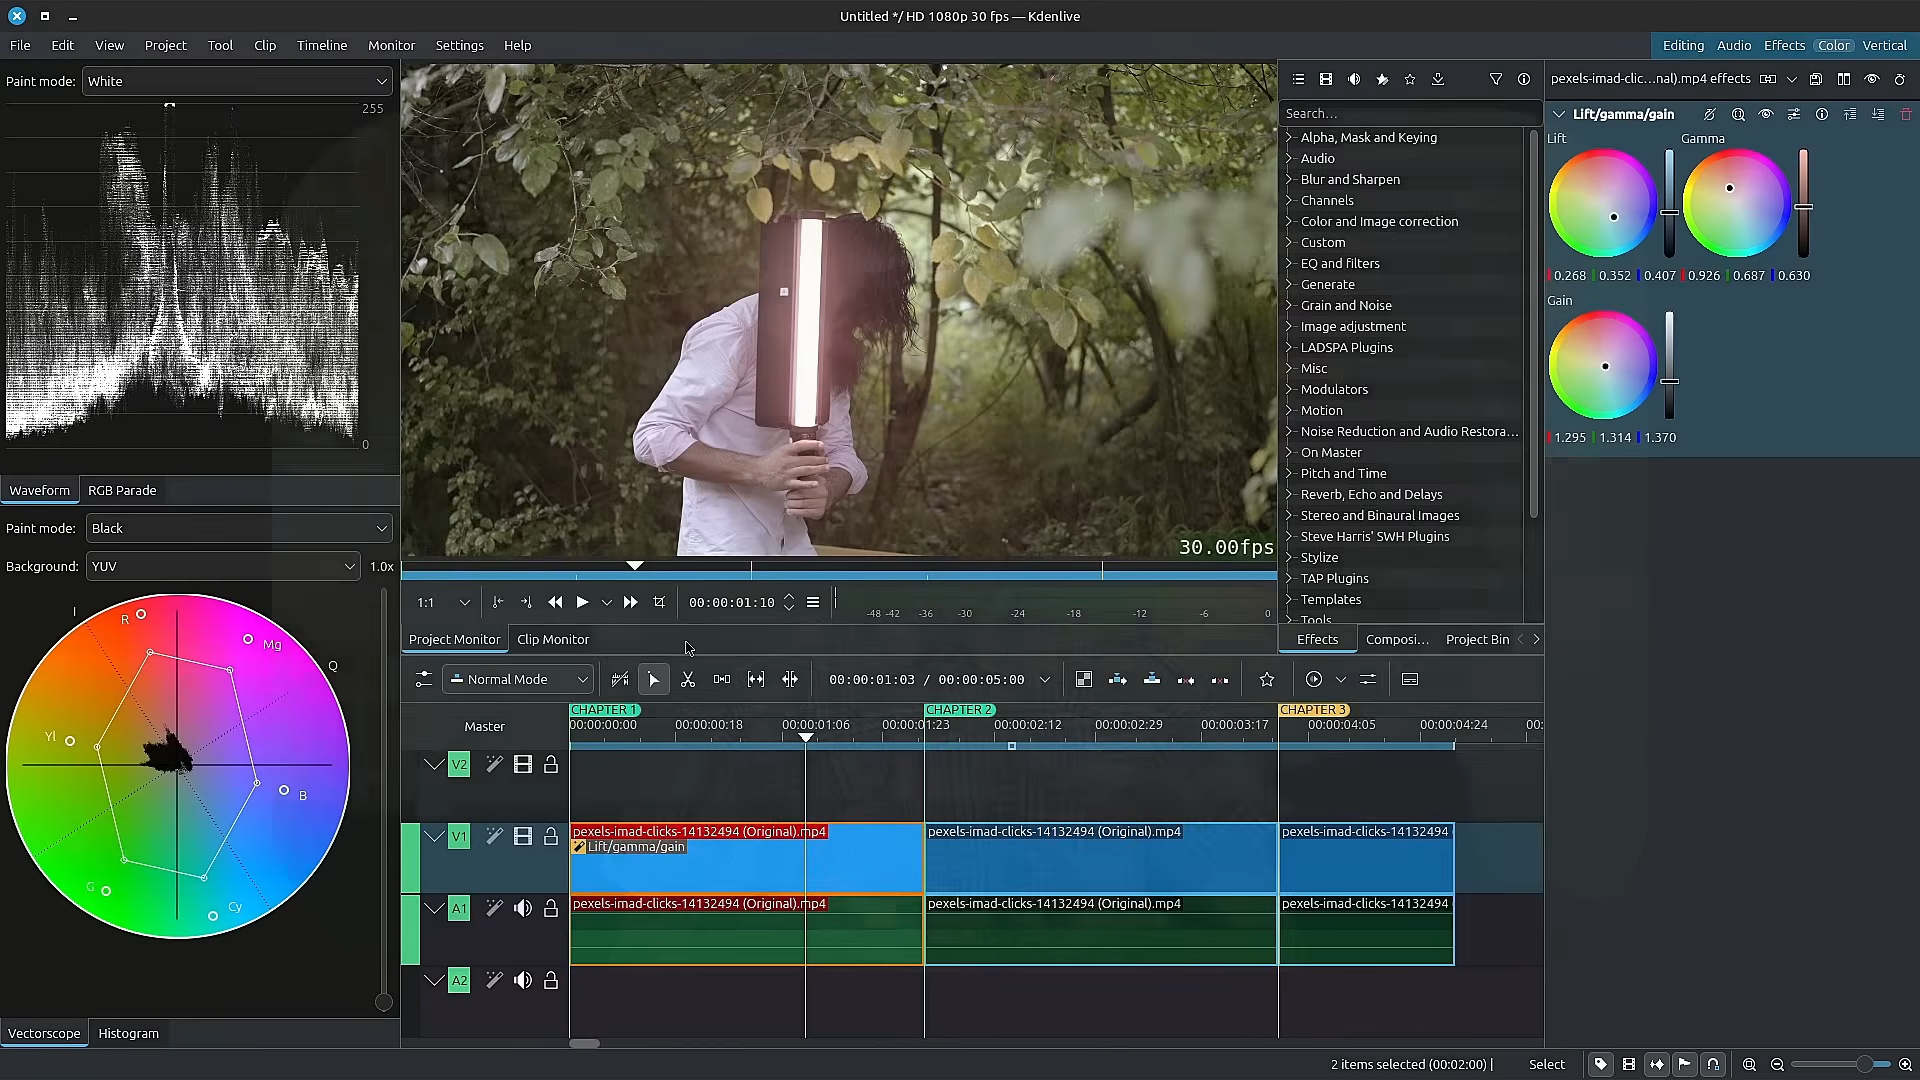 Untitled */ HD 1080p 30 fps — Kdenlive
File Edit View Project Tool Clip Timeline Monitor Settings Help
Editing Audio Effects Color Vertical
Paint mode: White
255
0
Waveform RGB Parade
Paint mode: Black
Background: YUV 1.0x
I
R
Mg
Q
Yl
B
G
Cy
Vectorscope Histogram
30.00fps
1:1
00:00:01:10
-48 -42 -36 -30 -24 -18 -12 -6 0
Project Monitor Clip Monitor
Search...
Alpha, Mask and Keying
Audio
Blur and Sharpen
Channels
Color and Image correction
Custom
EQ and filters
Generate
Grain and Noise
Image adjustment
LADSPA Plugins
Misc
Modulators
Motion
Noise Reduction and Audio Restora...
On Master
Pitch and Time
Reverb, Echo and Delays
Stereo and Binaural Images
Steve Harris' SWH Plugins
Stylize
TAP Plugins
Templates
Tools
Effects Composi... Project Bin
pexels-imad-clic...nal).mp4 effects
Lift/gamma/gain
Lift Gamma
0.268 0.352 0.407 0.926 0.687 0.630
Gain
1.295 1.314 1.370
Normal Mode
00:00:01:03 / 00:00:05:00
CHAPTER 1 CHAPTER 2 CHAPTER 3
Master
00:00:00:00 00:00:00:18 00:00:01:06 00:00:01:23 00:00:02:12 00:00:02:29 00:00:03:17 00:00:04:05 00:00:04:24 00:
V2
V1
pexels-imad-clicks-14132494 (Original).mp4 pexels-imad-clicks-14132494 (Original).mp4 pexels-imad-clicks-14132494
Lift/gamma/gain
A1
pexels-imad-clicks-14132494 (Original).mp4 pexels-imad-clicks-14132494 (Original).mp4 pexels-imad-clicks-14132494
A2
2 items selected (00:02:00) | Select